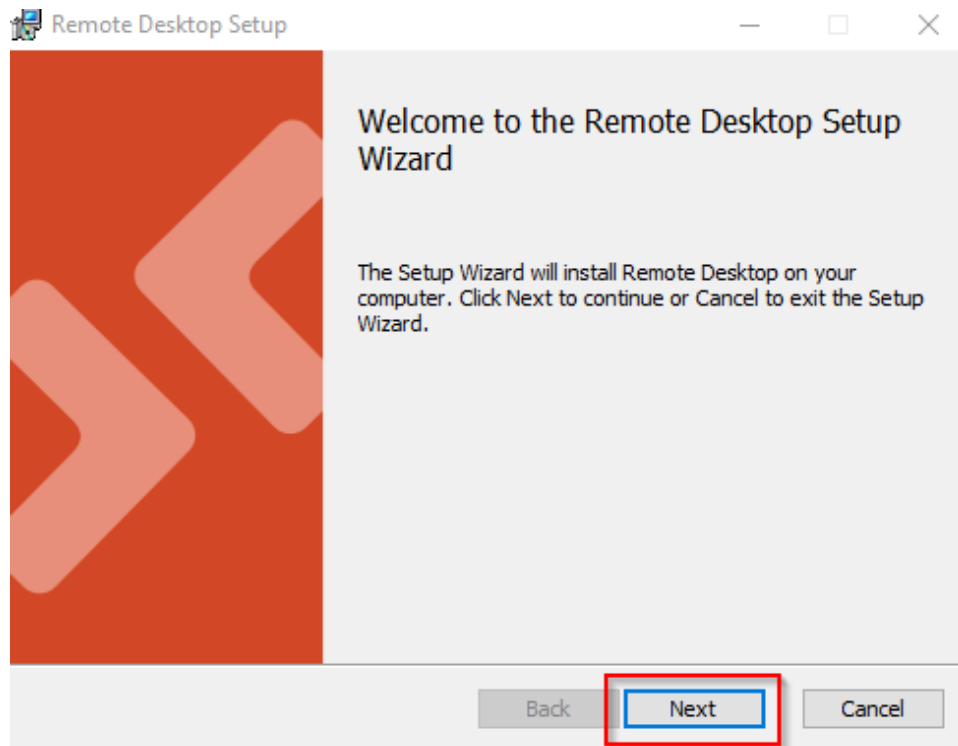 Remote Desktop Setup
Welcome to the Remote Desktop Setup
Wizard
The Setup Wizard will install Remote Desktop on your
computer. Click Next to continue or Cancel to exit the Setup
Wizard.
Back Next Cancel